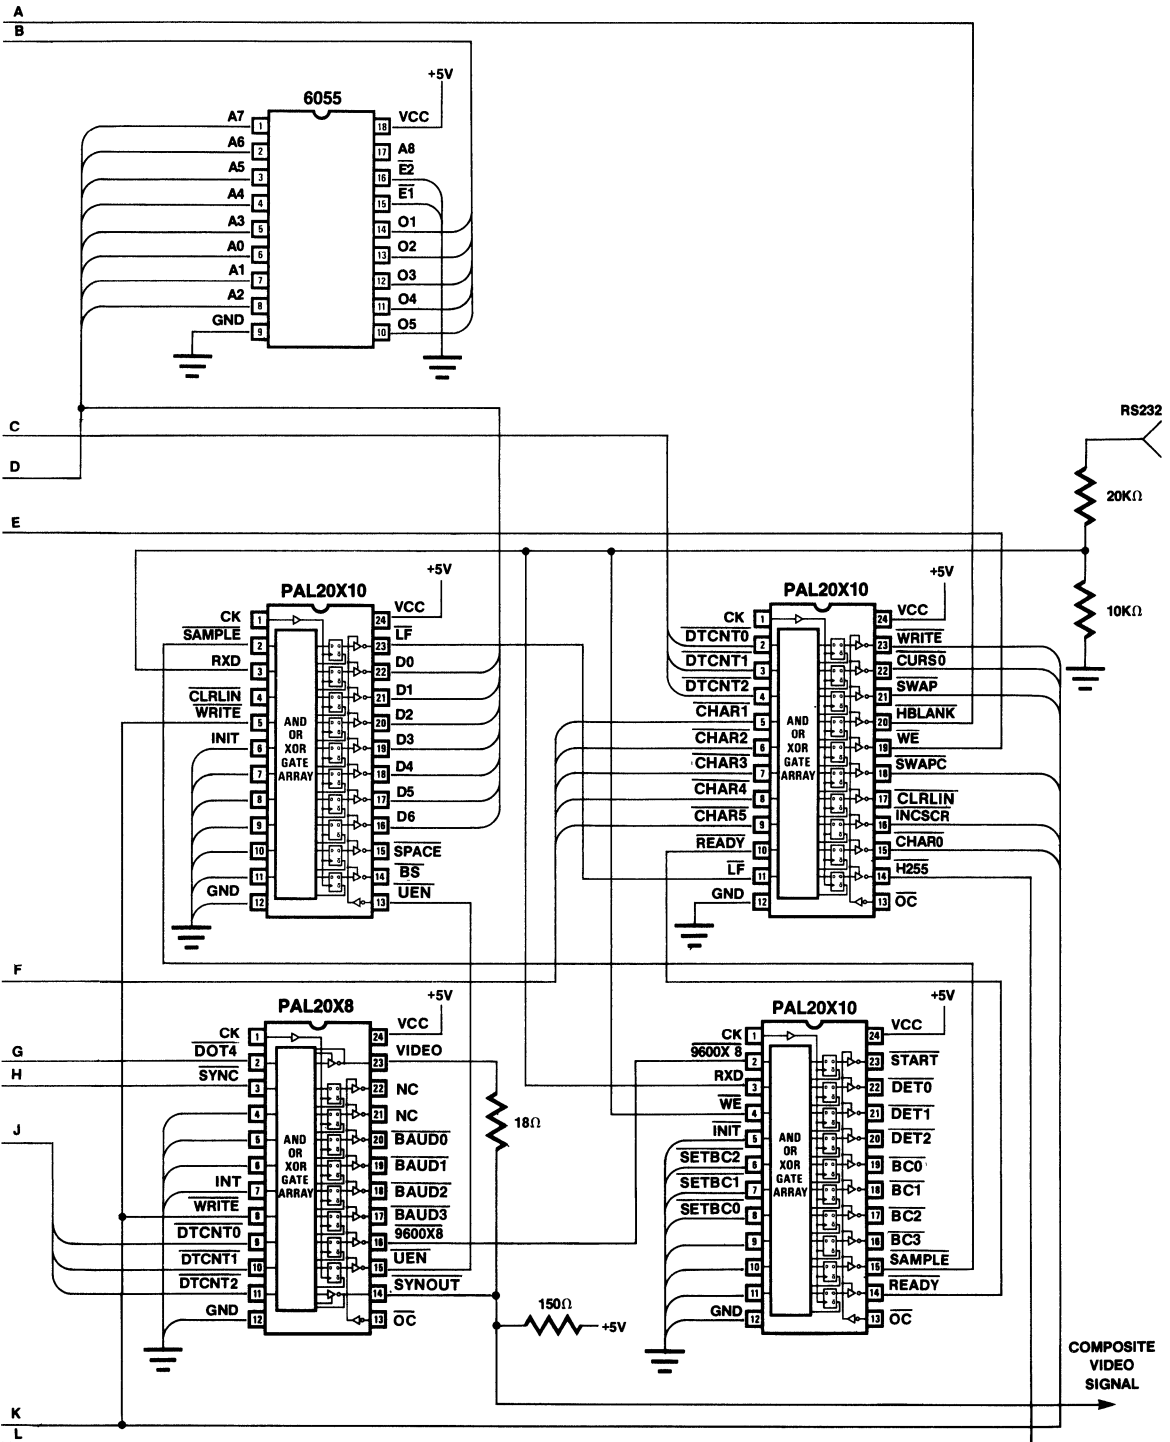 A
B
+5V
6055
A7 1 18 VCC
A6 2 17 A8
A5 3 16 E2
A4 4 15 E1
A3 5 14 O1
A0 6 13 O2
A1 7 12 O3
A2 8 11 O4
GND 9 10 O5
RS232
C
D
20KΩ
E
10KΩ
+5V
PAL20X10
CK 1 24 VCC
SAMPLE 2 23 LF
RXD 3 22 D0
CLRLIN 4 21 D1
WRITE 5 20 D2
INIT 6 19 D3
7 18 D4
8 17 D5
9 16 D6
10 15 SPACE
11 14 BS
GND 12 13 UEN
AND
OR
XOR
GATE
ARRAY
+5V
PAL20X10
CK 1 24 VCC
DTCNT0 2 23 WRITE
DTCNT1 3 22 CURS0
DTCNT2 4 21 SWAP
CHAR1 5 20 HBLANK
CHAR2 6 19 WE
CHAR3 7 18 SWAPC
CHAR4 8 17 CLRLIN
CHAR5 9 16 INCSCR
READY 10 15 CHAR0
LF 11 14 H255
GND 12 13 OC
AND
OR
XOR
GATE
ARRAY
F
G
H
J
+5V
PAL20X8
CK 1 24 VCC
DOT4 2 23 VIDEO
SYNC 3 22 NC
4 21 NC
5 20 BAUD0
6 19 BAUD1
INT 7 18 BAUD2
WRITE 8 17 BAUD3
DTCNT0 9 16 9600X8
DTCNT1 10 15 UEN
DTCNT2 11 14 SYNOUT
GND 12 13 OC
AND
OR
XOR
GATE
ARRAY
18Ω
150Ω
+5V
+5V
PAL20X10
CK 1 24 VCC
9600X 8 2 23 START
RXD 3 22 DET0
WE 4 21 DET1
INIT 5 20 DET2
SETBC2 6 19 BC0
SETBC1 7 18 BC1
SETBC0 8 17 BC2
9 16 BC3
10 15 SAMPLE
11 14 READY
GND 12 13 OC
AND
OR
XOR
GATE
ARRAY
COMPOSITE
VIDEO
SIGNAL
K
L